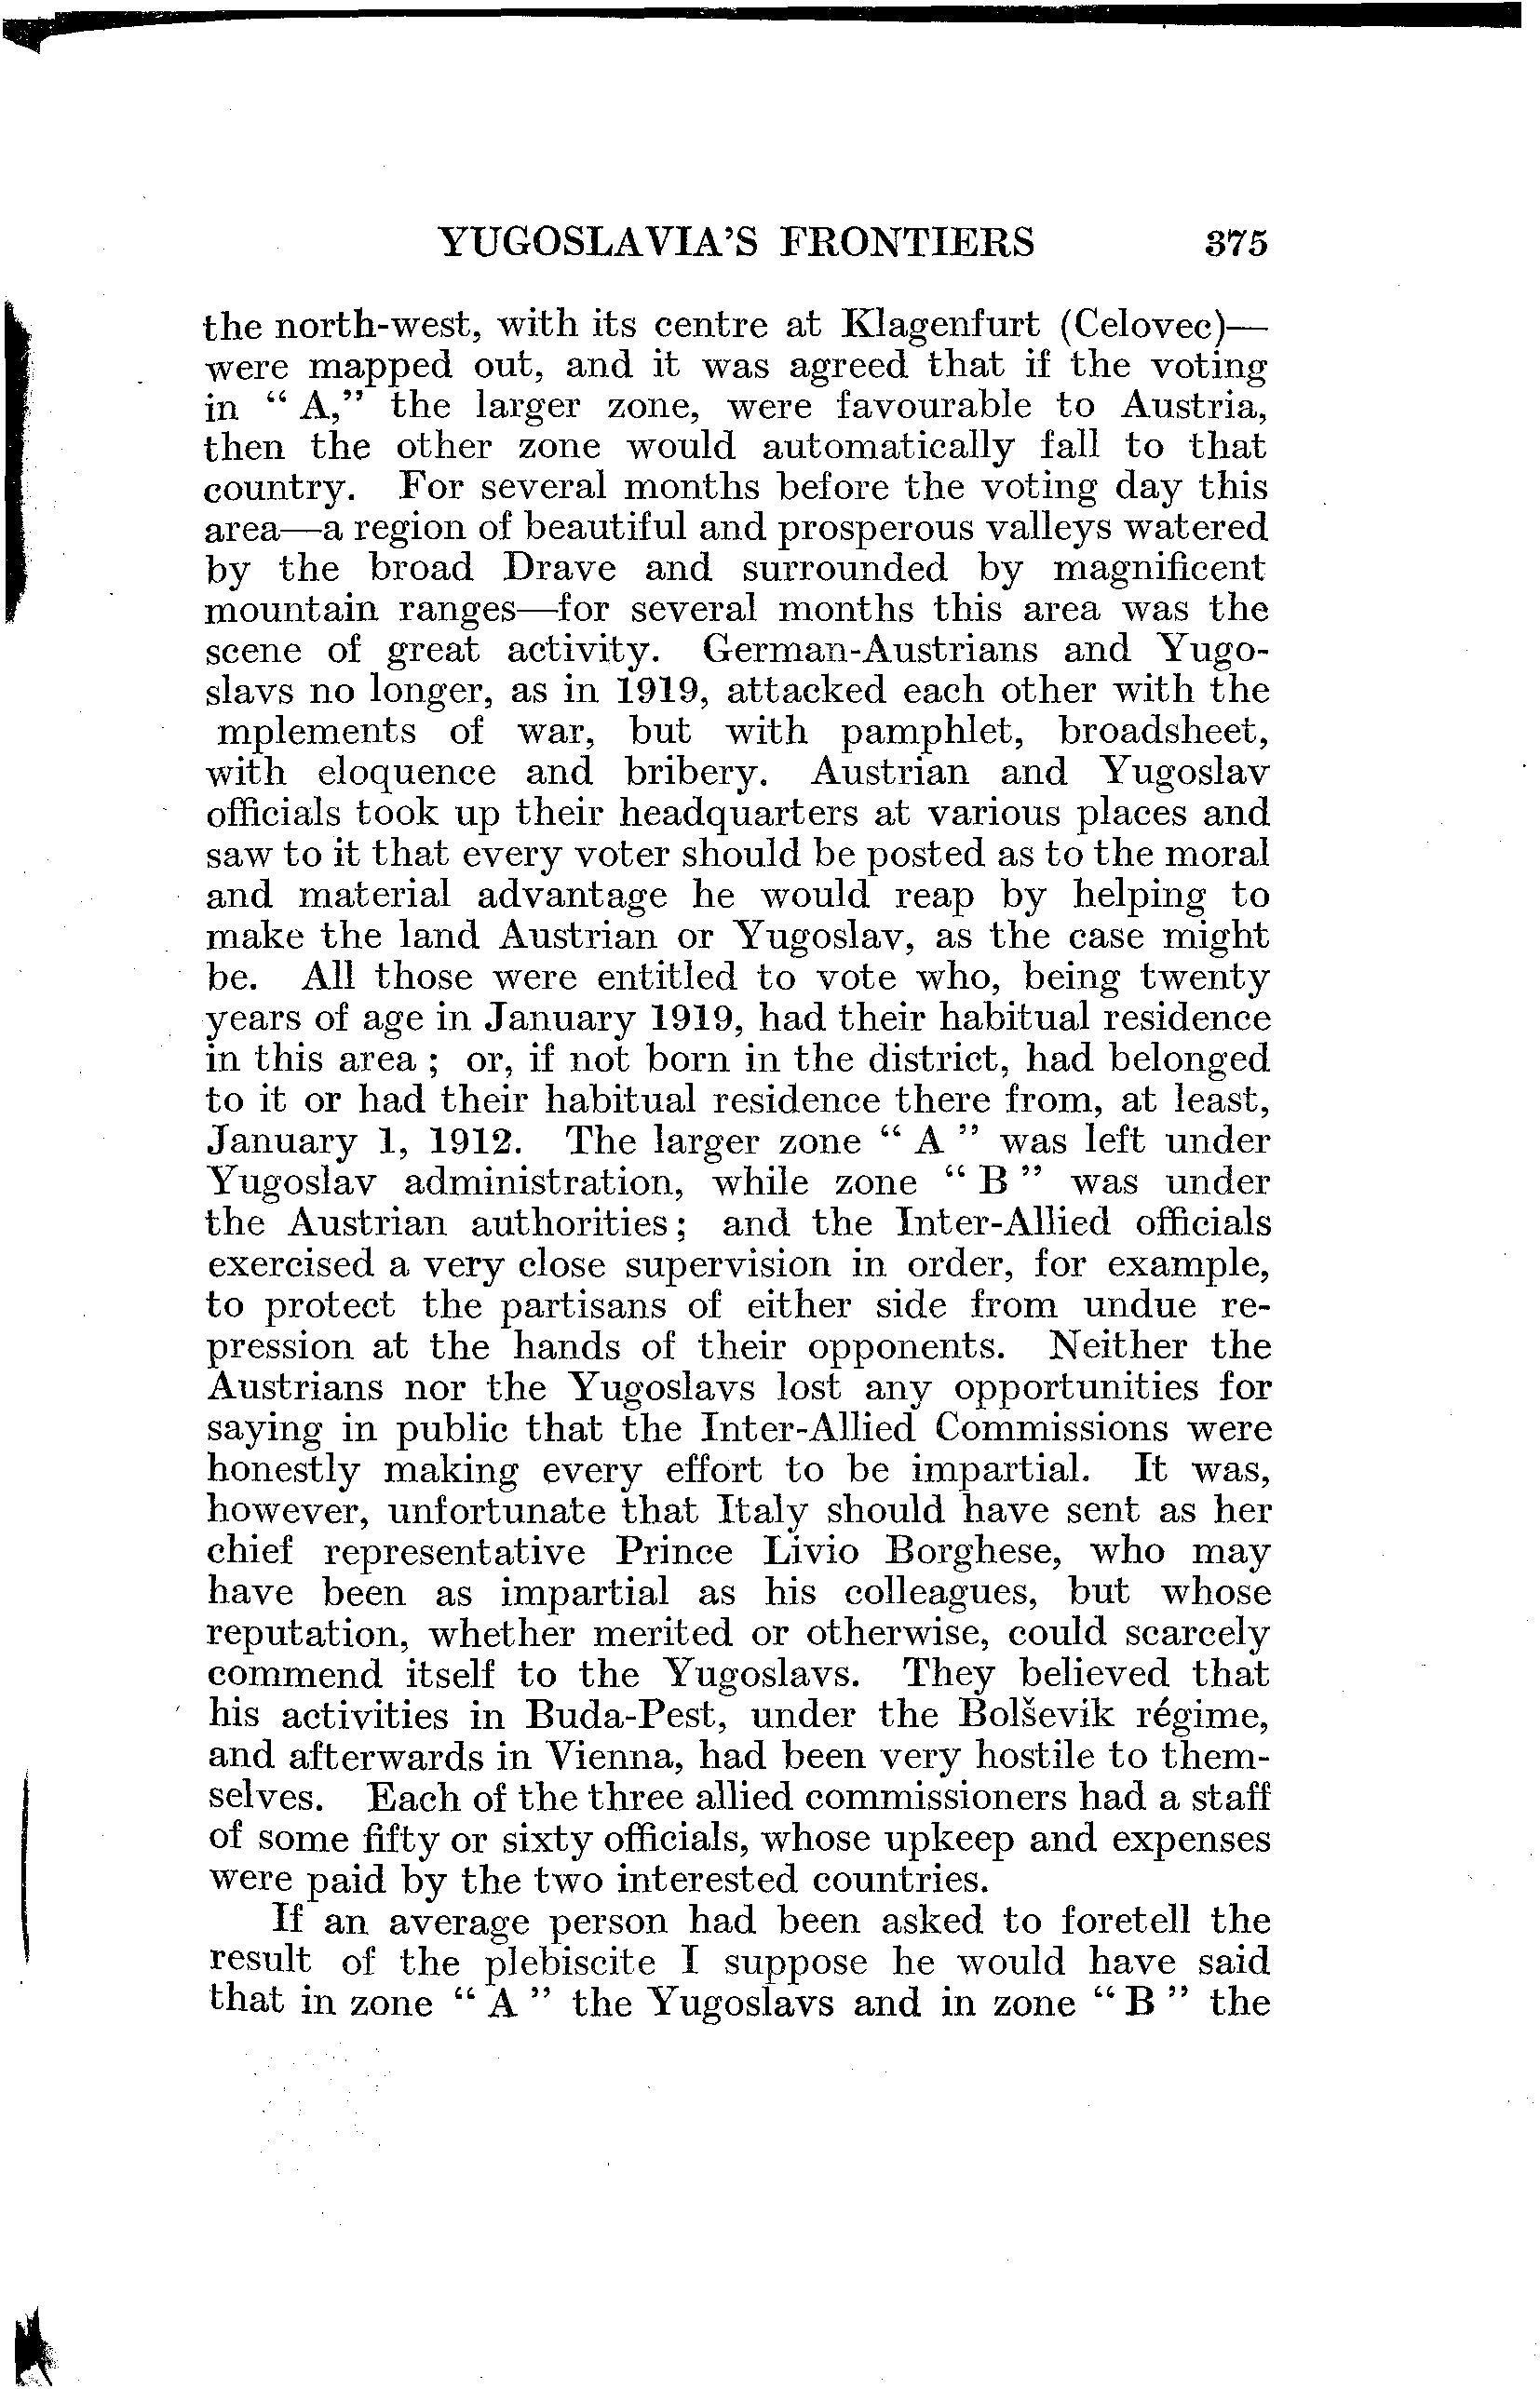 YUGOSLAVIA'S FRONTIERS 375
the north-west, with its centre at Klagenfurt (Celovec)—
were mapped out, and it was agreed that if the voting
in "A," the larger zone, were favourable to Austria,
then the other zone would automatically fall to that
country. For several months before the voting day this
area—a region of beautiful and prosperous valleys watered
by the broad Drave and surrounded by magnificent
mountain ranges—for several months this area was the
scene of great activity. German-Austrians and Yugo-
slavs no longer, as in 1919, attacked each other with the
mplements of war, but with pamphlet, broadsheet,
with eloquence and bribery. Austrian and Yugoslav
officials took up their headquarters at various places and
saw to it that every voter should be posted as to the moral
and material advantage he would reap by helping to
make the land Austrian or Yugoslav, as the case might
be. All those were entitled to vote who, being twenty
years of age in January 1919, had their habitual residence
in this area ; or, if not born in the district, had belonged
to it or had their habitual residence there from, at least,
January 1, 1912. The larger zone " A " was left under
Yugoslav administration, while zone " B " was under
the Austrian authorities ; and the Inter-Allied officials
exercised a very close supervision in order, for example,
to protect the partisans of either side from undue re-
pression at the hands of their opponents. Neither the
Austrians nor the Yugoslavs lost any opportunities for
saying in public that the Inter-Allied Commissions were
honestly making every effort to be impartial. It was,
however, unfortunate that Italy should have sent as her
chief representative Prince Livio Borghese, who may
have been as impartial as his colleagues, but whose
reputation, whether merited or otherwise, could scarcely
commend itself to the Yugoslavs. They believed that
his activities in Buda-Pest, under the Bolševik régime,
and afterwards in Vienna, had been very hostile to them-
selves. Each of the three allied commissioners had a staff
of some fifty or sixty officials, whose upkeep and expenses
were paid by the two interested countries.
If an average person had been asked to foretell the
result of the plebiscite I suppose he would have said
that in zone " A " the Yugoslavs and in zone " B " the